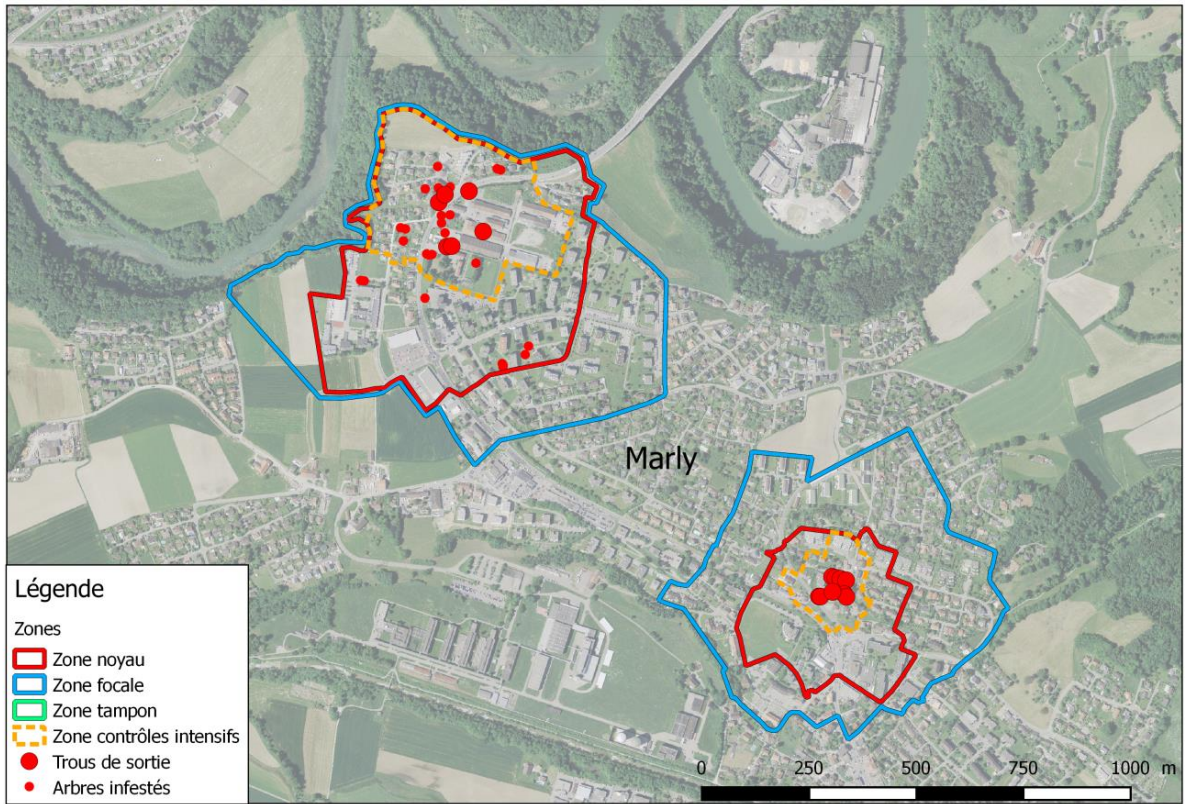 Marly
Légende
Zones
Zone noyau
Zone focale
Zone tampon
Zone contrôles intensifs
Trous de sortie
Arbres infestés
0 250 500 750 1000 m